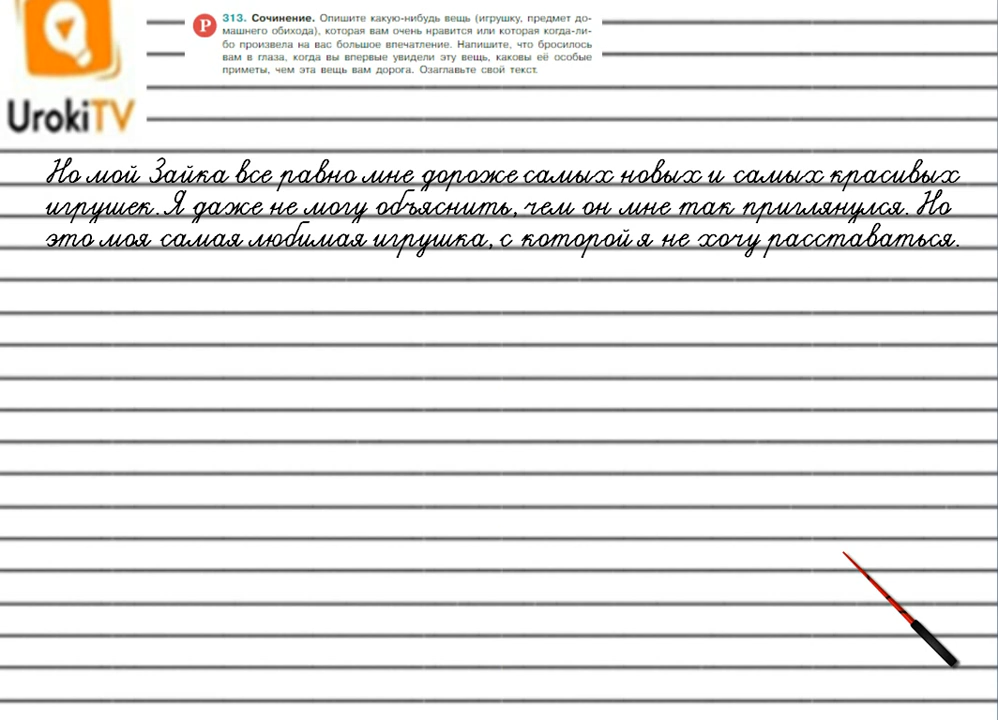 Р
313. Сочинение. Опишите какую-нибудь вещь (игрушку, предмет до-
машнего обихода), которая вам очень нравится или которая когда-ли-
бо произвела на вас большое впечатление. Напишите, что бросилось
вам в глаза, когда вы впервые увидели эту вещь, каковы её особые
приметы, чем эта вещь вам дорога. Озаглавьте свой текст.
UrokiTV
Но мой Зайка все равно мне дороже самых новых и самых красивых
игрушек. Я даже не могу объяснить, чем он мне так приглянулся. Но
это моя самая любимая игрушка, с которой я не хочу расставаться.